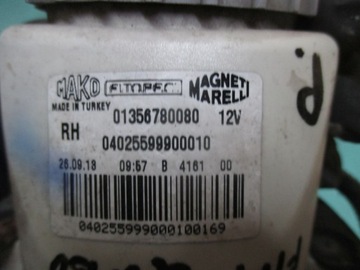 MAKO MAGNETI MARELLI
MADE IN TURKEY
01356780080 12V
RH
04025599900010
26.09.13 09:57 B 4161 00
040255999000100169